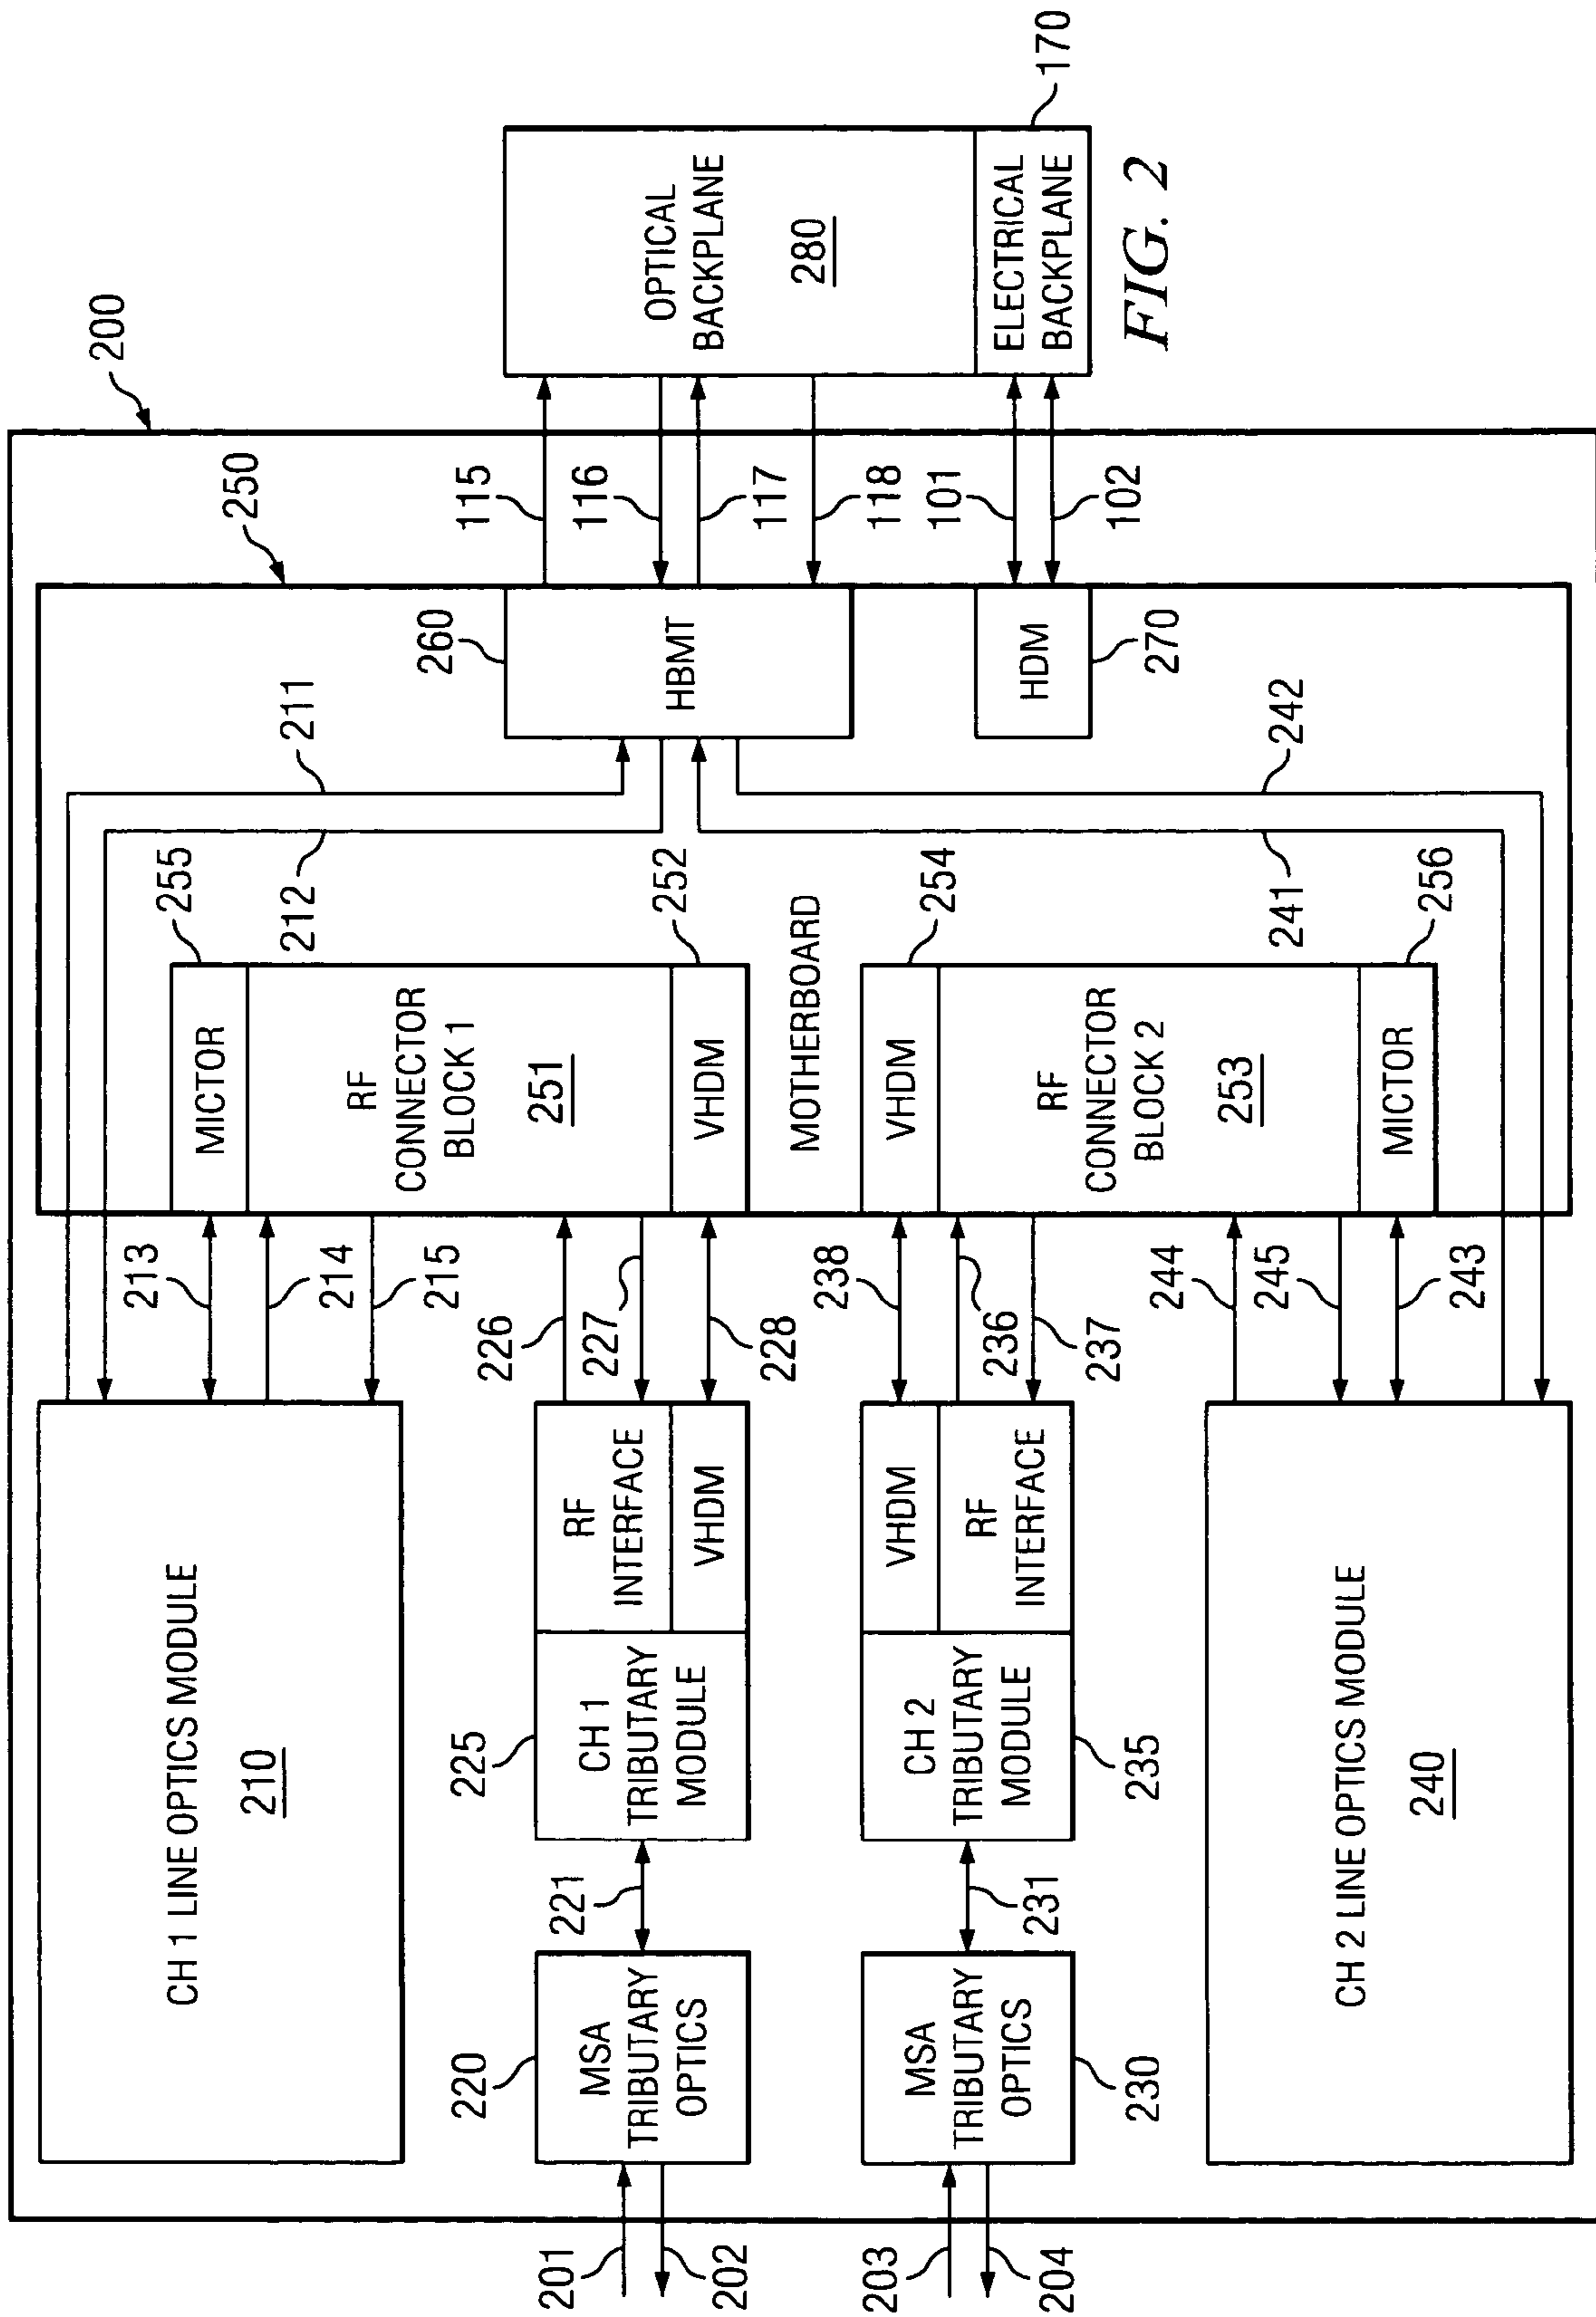 200
250
CH 1 LINE OPTICS MODULE
210
211
212
213
214
215
255
MICTOR
RF
CONNECTOR
BLOCK 1
251
VHDM
252
MOTHERBOARD
254
VHDM
RF
CONNECTOR
BLOCK 2
253
MICTOR
256
260
HBMT
HDM
270
115
116
117
118
101
102
OPTICAL
BACKPLANE
280
ELECTRICAL
BACKPLANE
170
201
202
220
MSA
TRIBUTARY
OPTICS
221
225
CH 1
TRIBUTARY
MODULE
RF
INTERFACE
VHDM
226
227
228
203
204
MSA
TRIBUTARY
OPTICS
230
231
CH 2
TRIBUTARY
MODULE
235
VHDM
RF
INTERFACE
238
236
237
244
245
243
241
242
CH 2 LINE OPTICS MODULE
240
FIG. 2